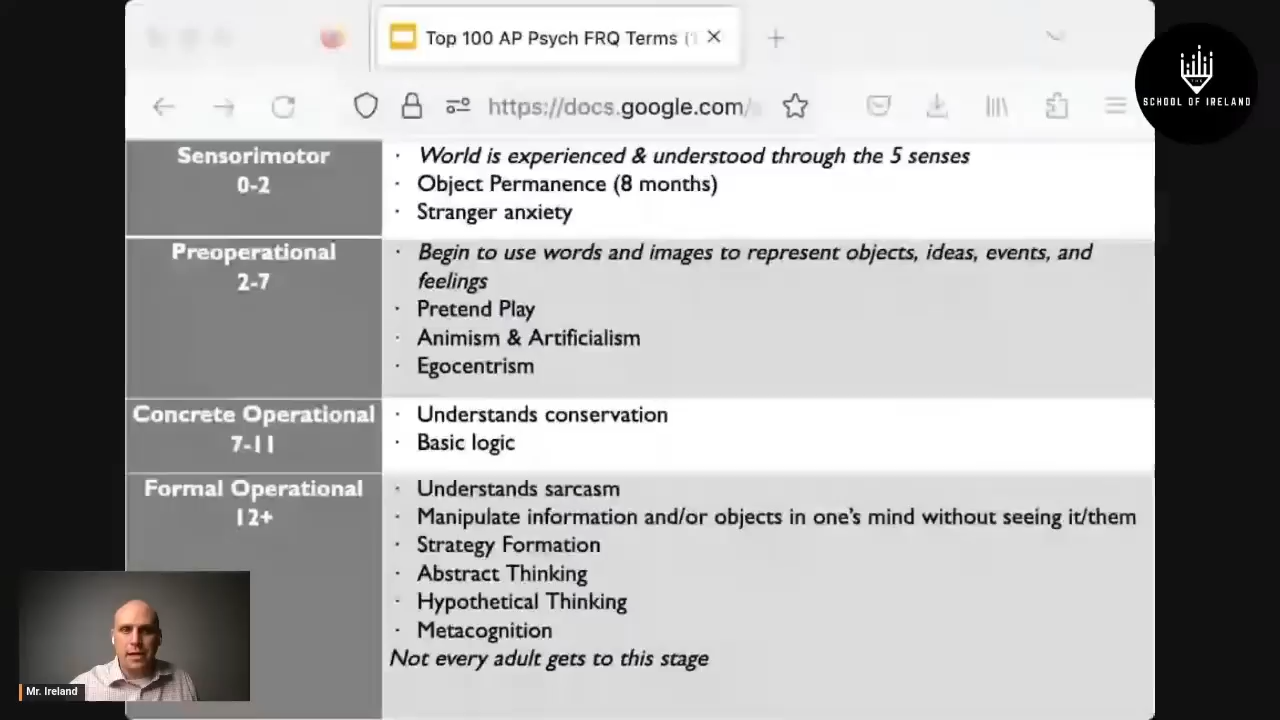 Top 100 AP Psych FRQ Terms (1
https://docs.google.com/
THE
SCHOOL OF IRELAND
Sensorimotor
0-2
· World is experienced & understood through the 5 senses
· Object Permanence (8 months)
· Stranger anxiety
Preoperational
2-7
· Begin to use words and images to represent objects, ideas, events, and
feelings
· Pretend Play
· Animism & Artificialism
· Egocentrism
Concrete Operational
7-11
· Understands conservation
· Basic logic
Formal Operational
12+
· Understands sarcasm
· Manipulate information and/or objects in one's mind without seeing it/them
· Strategy Formation
· Abstract Thinking
· Hypothetical Thinking
· Metacognition
Not every adult gets to this stage
Mr. Ireland